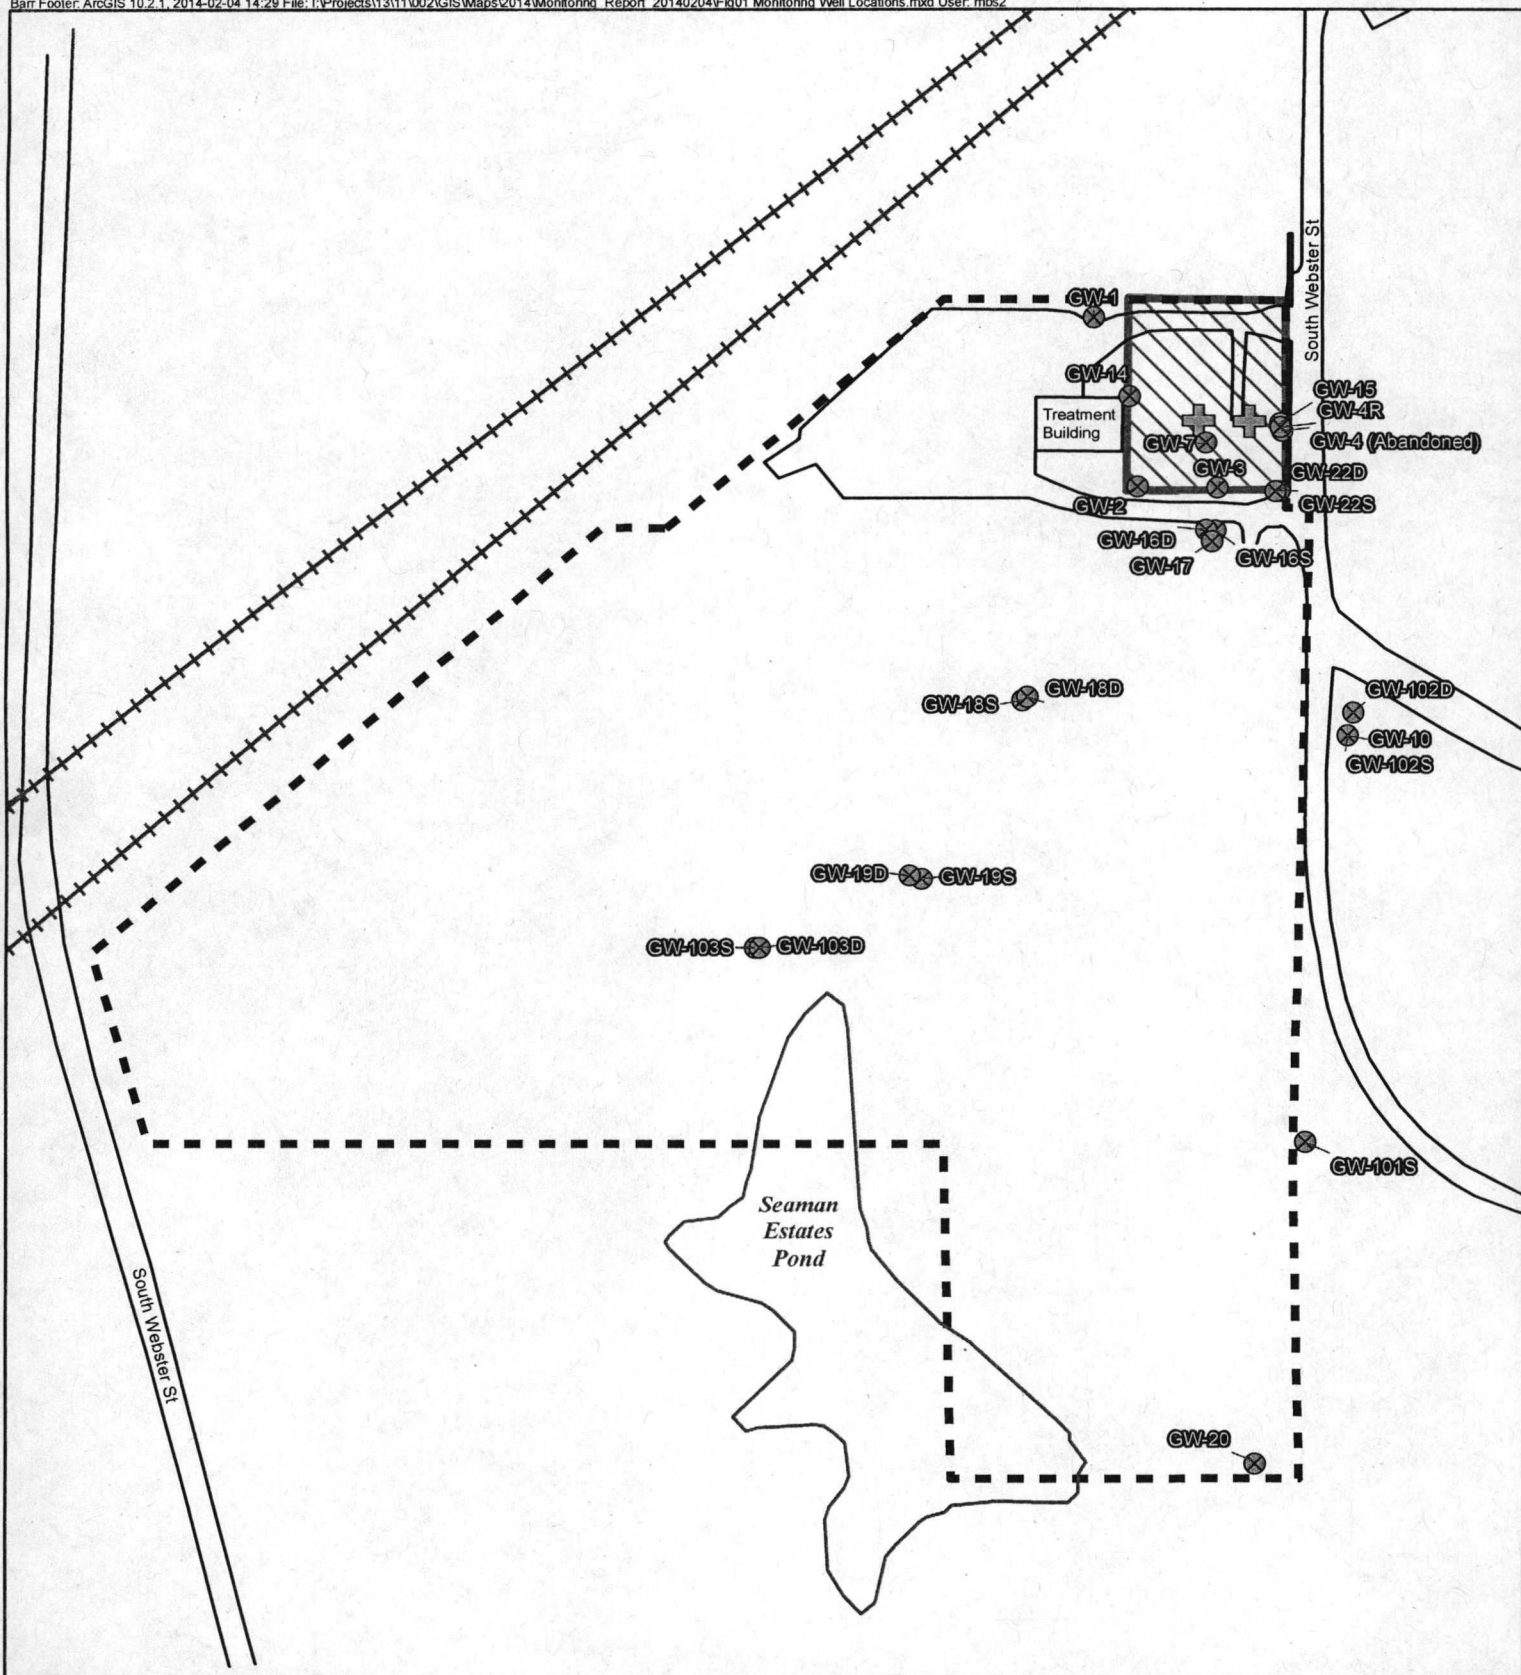 Barr Footer: ArcGIS 10.2.1, 2014-02-04 14:29 File: I:\Projects\13\11\002\GIS\Maps\2014\Monitoring_Report_20140204\Fig01 Monitoring Well Locations.mxd User: mbs2
South Webster St
GW-1
GW-14
Treatment
Building
GW-15
GW-4R
GW-4 (Abandoned)
GW-7
GW-3
GW-22D
GW-2
GW-22S
GW-16D
GW-16S
GW-17
GW-18S
GW-18D
GW-102D
GW-10
GW-102S
GW-19D
GW-19S
GW-103S
GW-103D
GW-101S
Seaman
Estates
Pond
South Webster St
GW-20